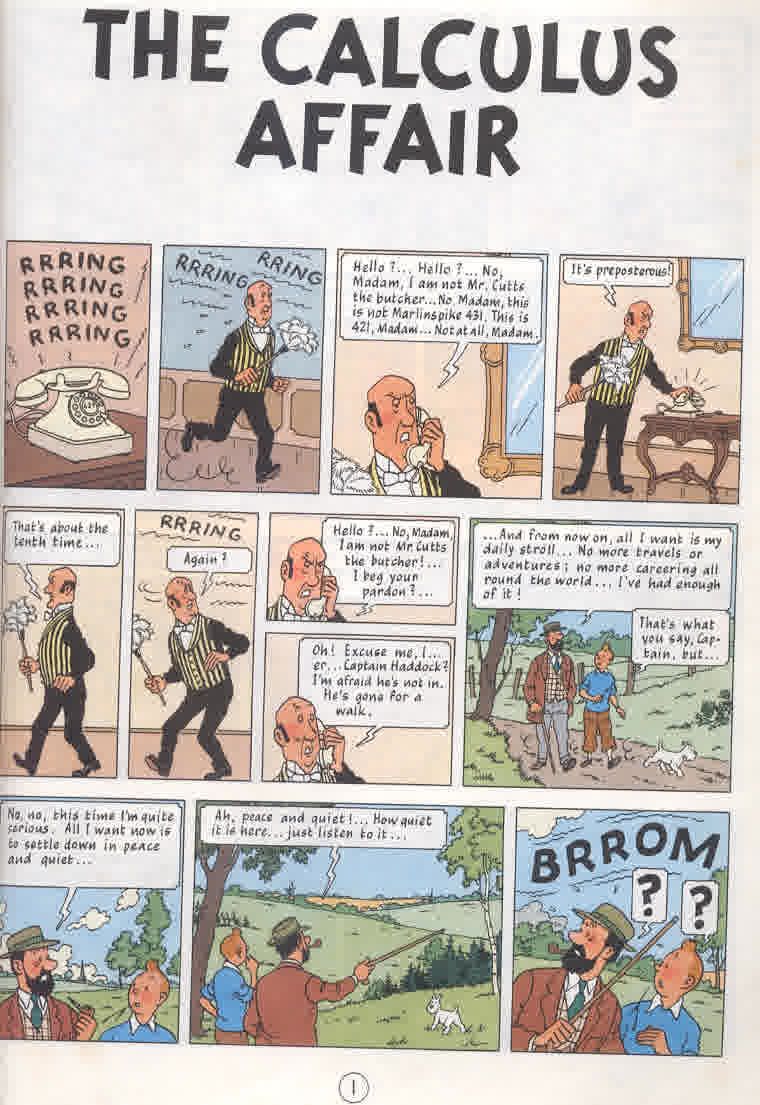 THE CALCULUS
AFFAIR
RRRING
RRRING
RRRING
RRRING
RRRING
RRING
Hello ?... Hello ?... No,
Madam, I am not Mr. Cutts
the butcher... No, Madam, this
is not Marlinspike 431. This is
421, Madam... Not at all, Madam.
It's preposterous!
That's about the
tenth time...
RRRING
Again?
Hello ?... No, Madam,
I am not Mr Cutts
the butcher!...
I beg your
pardon ?...
Oh! Excuse me, I...
er... Captain Haddock?
I'm afraid he's not in.
He's gone for a
walk.
...And from now on, all I want is my
daily stroll... No more travels or
adventures; no more careering all
round the world... I've had enough
of it!
That's what
you say, Cap-
tain, but...
No, no, this time I'm quite
serious. All I want now is
to settle down in peace
and quiet...
Ah, peace and quiet!... How quiet
it is here... just listen to it...
BRROM
?
?
1